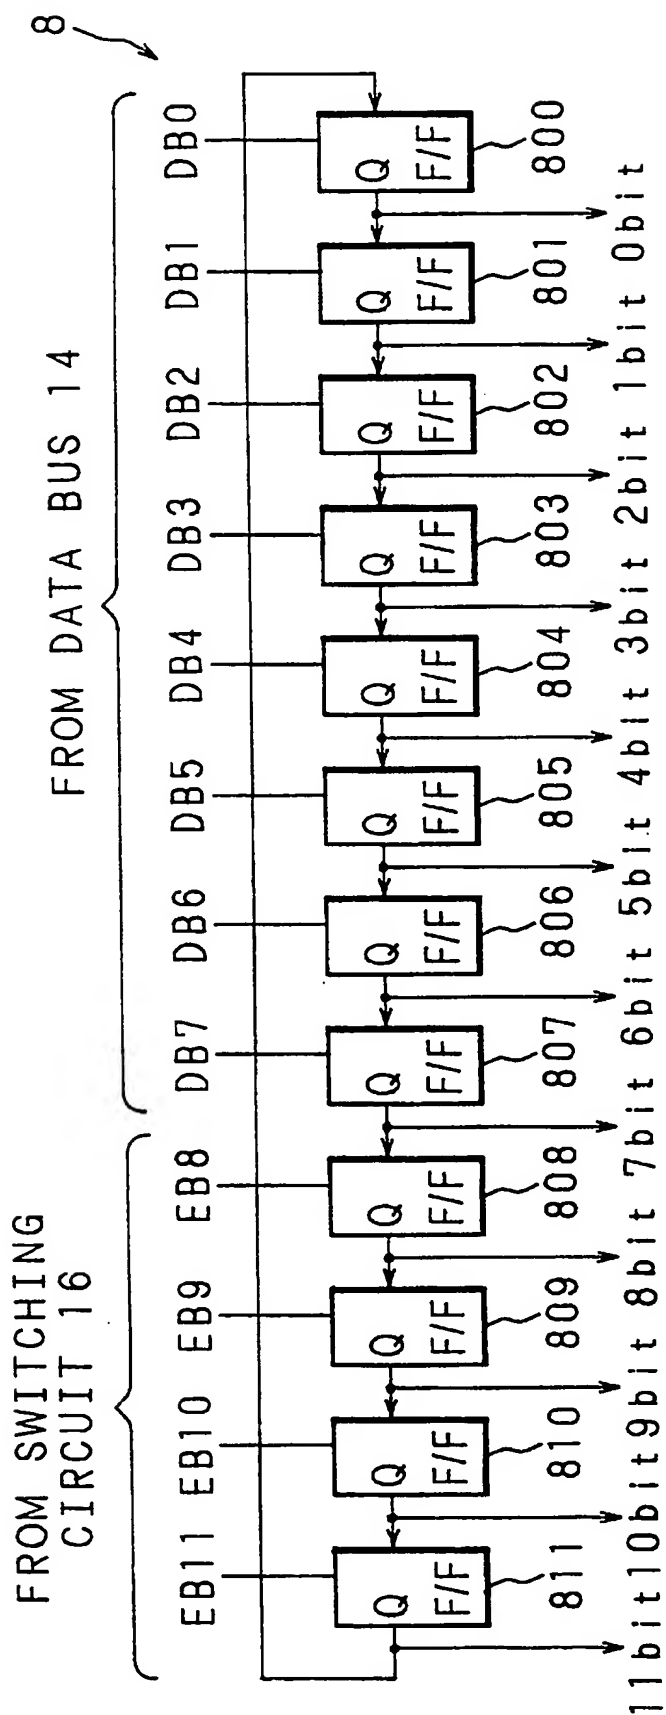 8
FROM SWITCHING
CIRCUIT 16
FROM DATA BUS 14
EB11 EB10 EB9 EB8 DB7 DB6 DB5 DB4 DB3 DB2 DB1 DB0
Q Q Q Q Q Q Q Q Q Q Q Q
F/F F/F F/F F/F F/F F/F F/F F/F F/F F/F F/F F/F
811 810 809 808 807 806 805 804 803 802 801 800
11bit 10bit 9bit 8bit 7bit 6bit 5bit 4bit 3bit 2bit 1bit 0bit